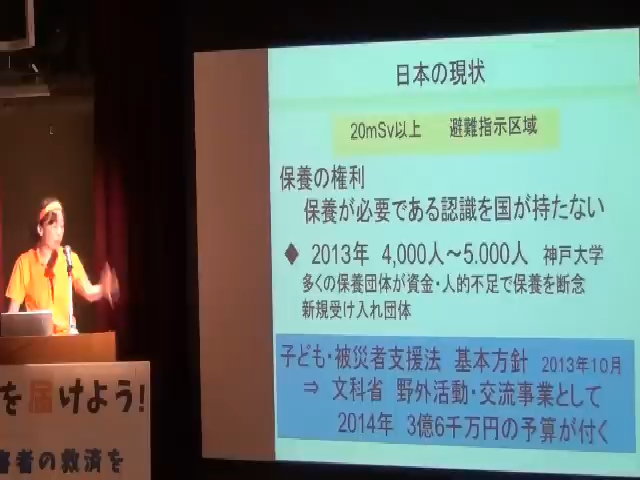 日本の現状
20mSv以上 避難指示区域
保養の権利
保養が必要である認識を国が持たない
◆ 2013年 4,000人～5.000人 神戸大学
多くの保養団体が資金・人的不足で保養を断念
新規受け入れ団体
子ども・被災者支援法 基本方針 2013年10月
⇒ 文科省 野外活動・交流事業として
2014年 3億6千万円の予算が付く
を届けよう!
害者の救済を